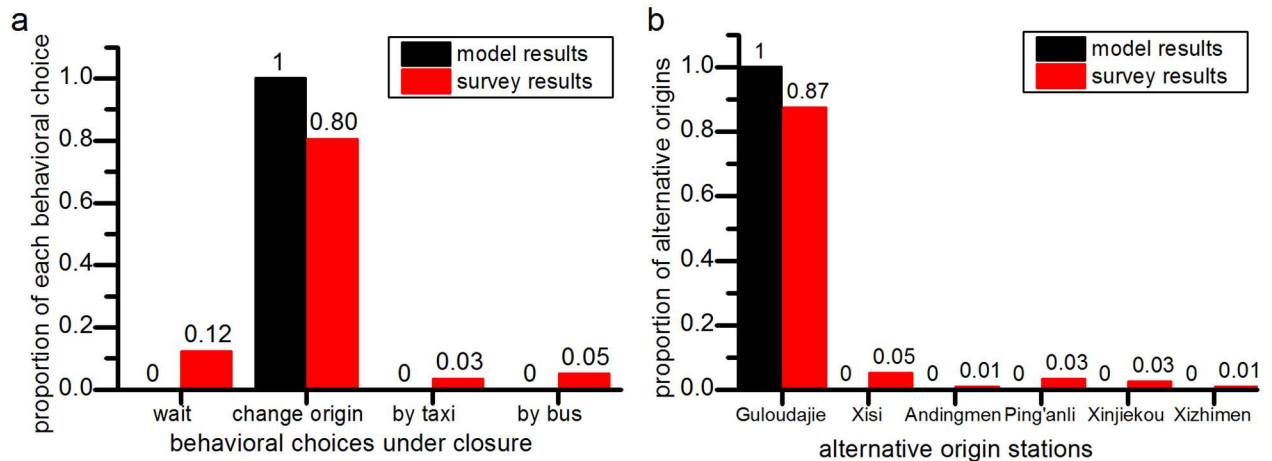 a
proportion of each behavioral choice
1.0
0.8
0.6
0.4
0.2
0.0
model results
survey results
1
0.80
0 0.12
0 0.03
0 0.05
wait change origin by taxi by bus
behavioral choices under closure
b
proportion of alternative origins
1.0
0.8
0.6
0.4
0.2
0.0
model results
survey results
1
0.87
0 0.05
0 0.01
0 0.03
0 0.03
0 0.01
Guloudajie Xisi Andingmen Ping'anli Xinjiekou Xizhimen
alternative origin stations